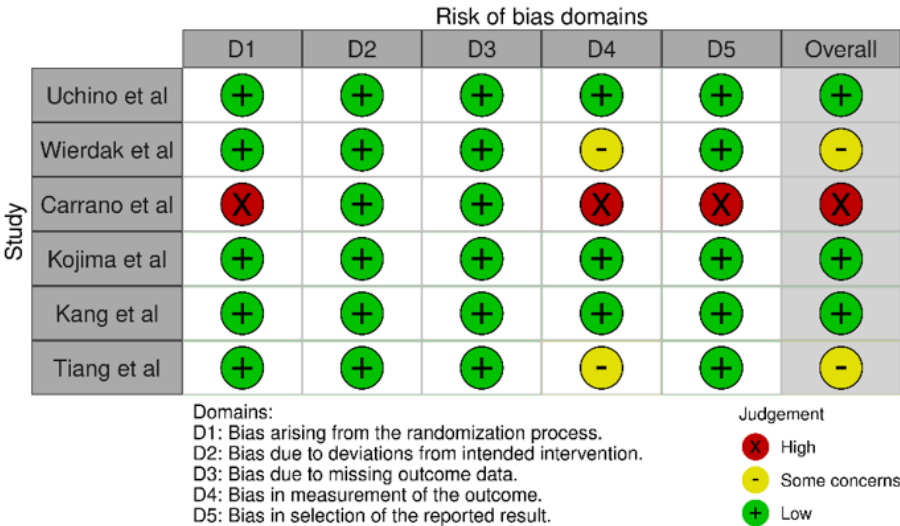 Risk of bias domains
D1 D2 D3 D4 D5 Overall
Study
Uchino et al + + + + + +
Wierdak et al + + + - + -
Carrano et al X + + X X X
Kojima et al + + + + + +
Kang et al + + + + + +
Tiang et al + + + - + -
Domains:
D1: Bias arising from the randomization process.
D2: Bias due to deviations from intended intervention.
D3: Bias due to missing outcome data.
D4: Bias in measurement of the outcome.
D5: Bias in selection of the reported result.
Judgement
X High
- Some concerns
+ Low